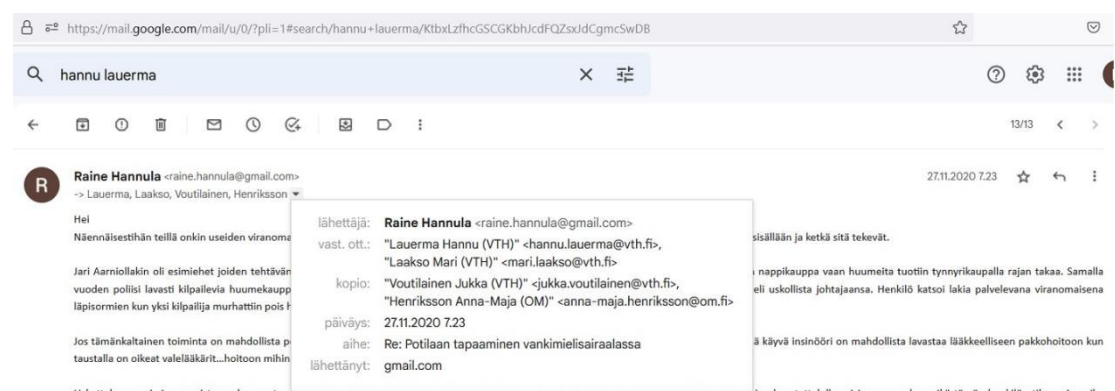 https://mail.google.com/mail/u/0/?pli=1#search/hannu+lauerma/KtbxLzfhcGSCGKbhJcdFQZsxJdCgmcSwDB
hannu lauerma
13/13
R
Raine Hannula <raine.hannula@gmail.com>
27.11.2020 7.23
-> Lauerma, Laakso, Voutilainen, Henriksson
Hei
Näennäisestihän teillä onkin useiden viranoma
sisällään ja ketkä sitä tekevät.
Jari Aarniollakin oli esimiehet joiden tehtävän
nappikauppa vaan huumeita tuotiin tynnyrikaupalla rajan takaa. Samalla
vuoden poliisi lavasti kilpailevia huumekaupp
eli uskollista johtajaansa. Henkilö katsoi lakia palvelevana viranomaisena
läpisormien kun yksi kilpailija murhattiin pois h
Jos tämänkaltainen toiminta on mahdollista p
ä käyvä insinööri on mahdollista lavastaa lääkkeelliseen pakkohoitoon kun
taustalla on oikeat valelääkärit...hoitoon mihin
lähettäjä: Raine Hannula <raine.hannula@gmail.com>
vast. ott.: "Lauerma Hannu (VTH)" <hannu.lauerma@vth.fi>,
"Laakso Mari (VTH)" <mari.laakso@vth.fi>
kopio: "Voutilainen Jukka (VTH)" <jukka.voutilainen@vth.fi>,
"Henriksson Anna-Maja (OM)" <anna-maja.henriksson@om.fi>
päiväys: 27.11.2020 7.23
aihe: Re: Potilaan tapaaminen vankimielisairaalassa
lähettänyt: gmail.com